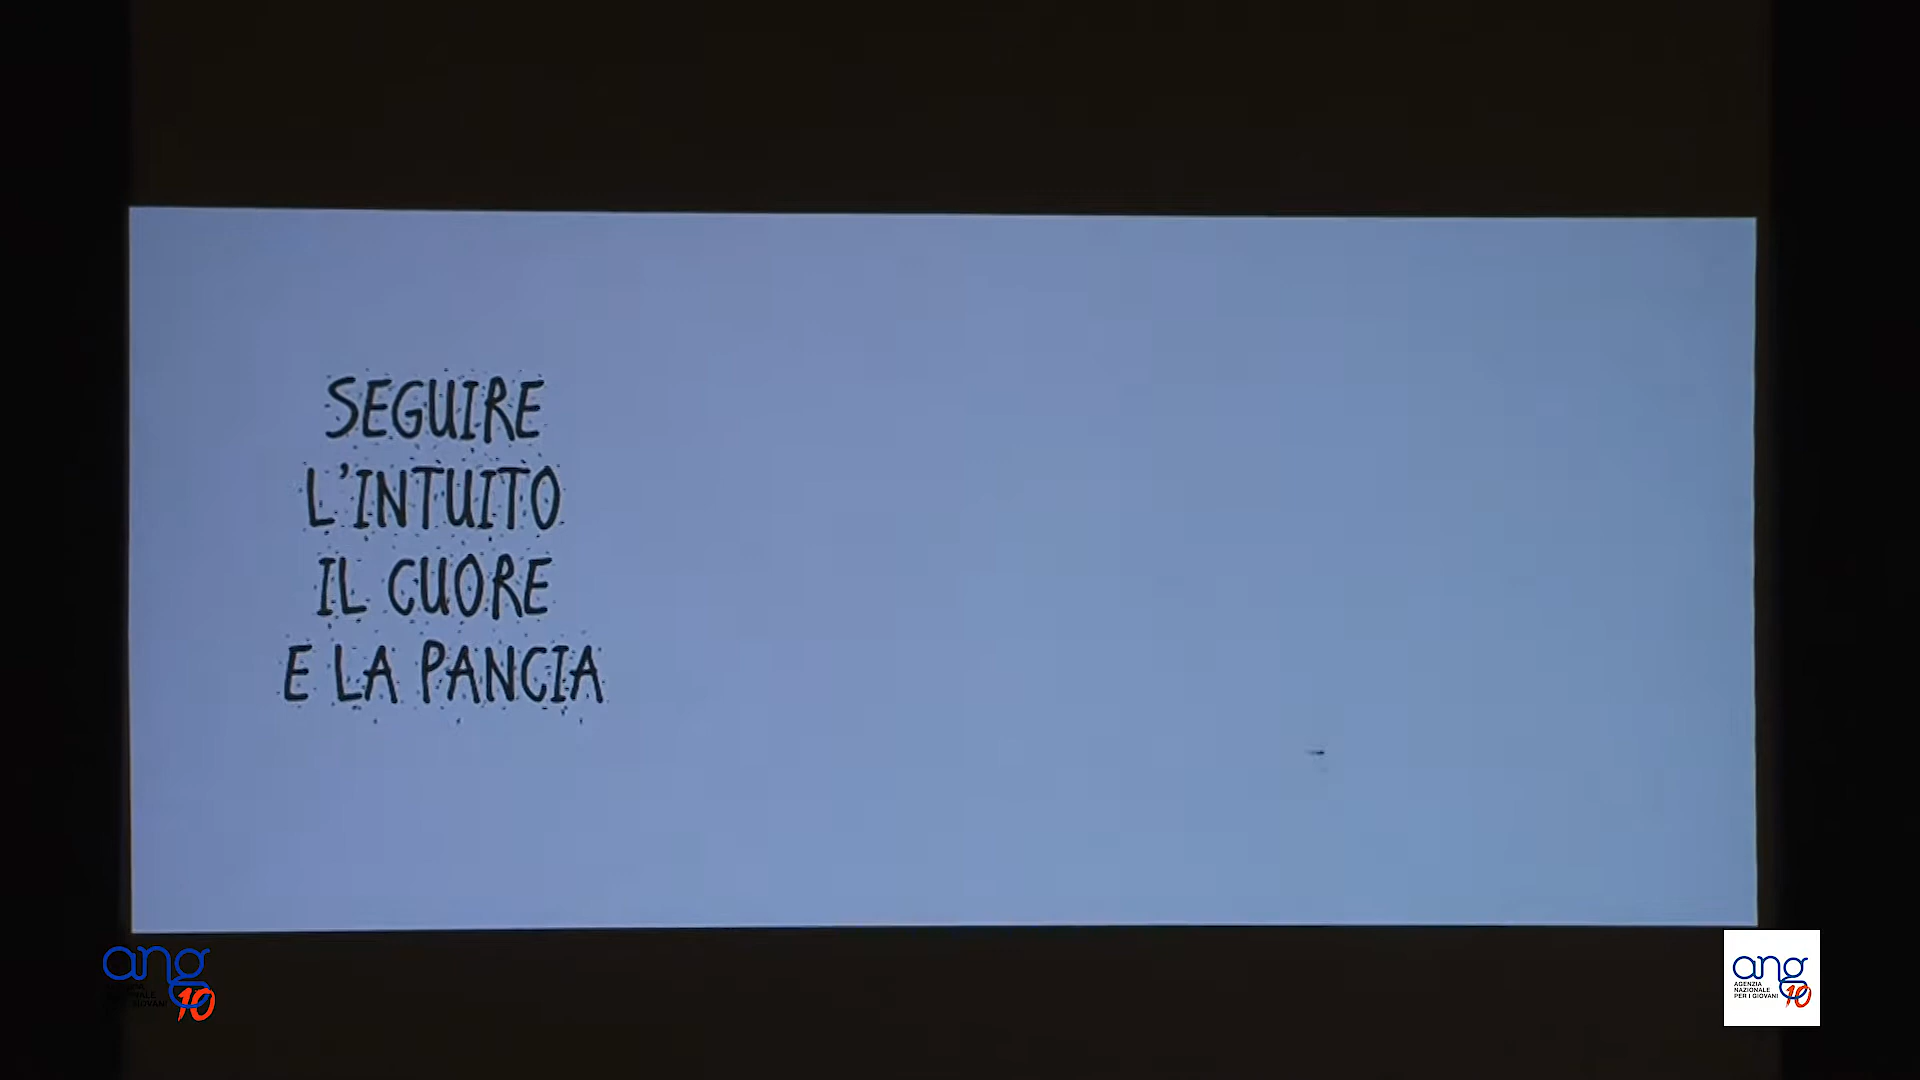 SEGUIRE
L'INTUITO
IL CUORE
E LA PANCIA
ang
10
ang
AGENZIA
NAZIONALE
PER I GIOVANI
10